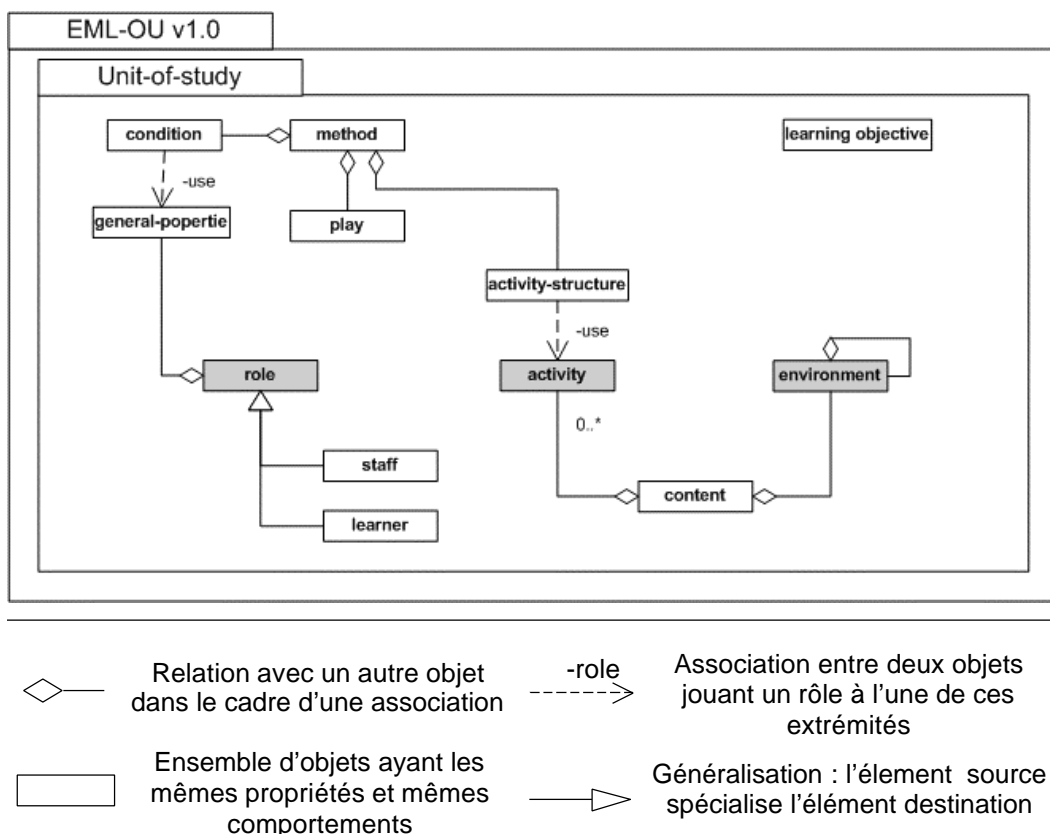 EML-OU v1.0
Unit-of-study
condition
method
learning objective
-use
general-popertie
play
activity-structure
-use
role
activity
environment
0..*
staff
content
learner
Relation avec un autre objet
dans le cadre d'une association
-role
Association entre deux objets
jouant un rôle à l'une de ces
extrémités
Ensemble d'objets ayant les
mêmes propriétés et mêmes
comportements
Généralisation : l'élement source
spécialise l'élément destination